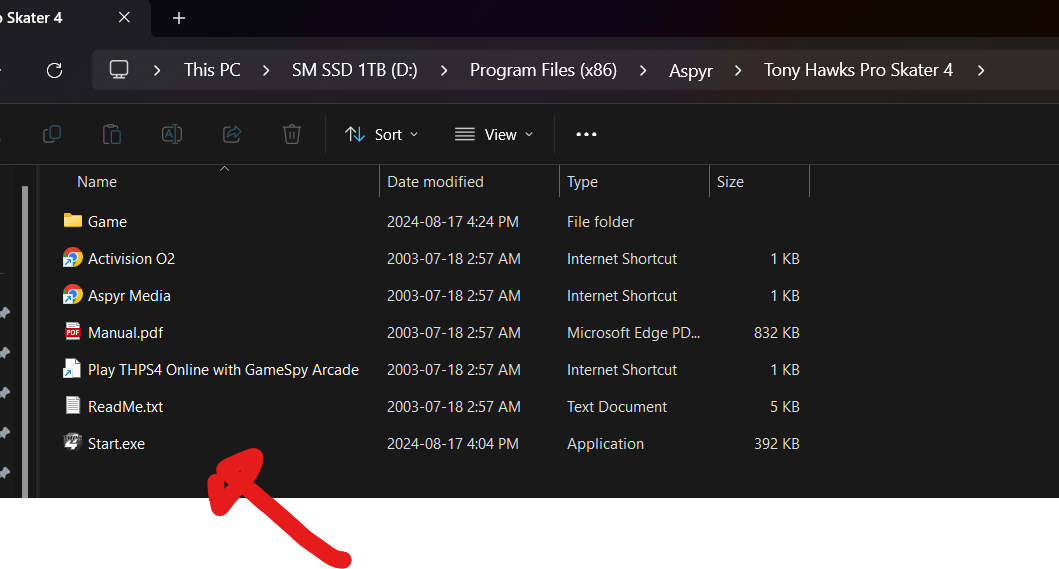 o Skater 4
This PC > SM SSD 1TB (D:) > Program Files (x86) > Aspyr > Tony Hawks Pro Skater 4 >
Sort View
Name Date modified Type Size
Game 2024-08-17 4:24 PM File folder
Activision O2 2003-07-18 2:57 AM Internet Shortcut 1 KB
Aspyr Media 2003-07-18 2:57 AM Internet Shortcut 1 KB
PDF Manual.pdf 2003-07-18 2:57 AM Microsoft Edge PD... 832 KB
Play THPS4 Online with GameSpy Arcade 2003-07-18 2:57 AM Internet Shortcut 1 KB
ReadMe.txt 2003-07-18 2:57 AM Text Document 5 KB
Start.exe 2024-08-17 4:04 PM Application 392 KB